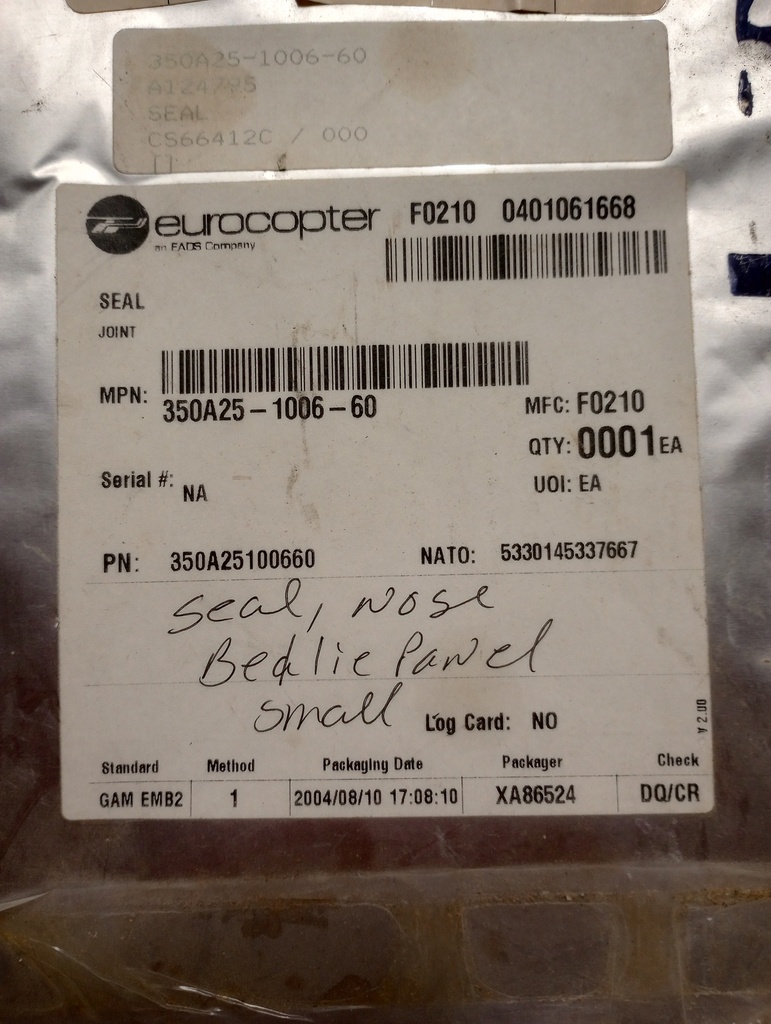 350A25-1006-60
SEAL
CS66412C / 000
eurocopter
an EADS Company
F0210 0401061668
SEAL
JOINT
MPN: 350A25-1006-60
MFC: F0210
QTY: 0001 EA
Serial #: NA
UOI: EA
PN: 350A25100660 NATO: 5330145337667
Seal, nose
Bedlie Panel
small
Log Card: NO
V 2.00
Standard Method Packaging Date Packager Check
GAM EMB2 1 2004/08/10 17:08:10 XA86524 DQ/CR